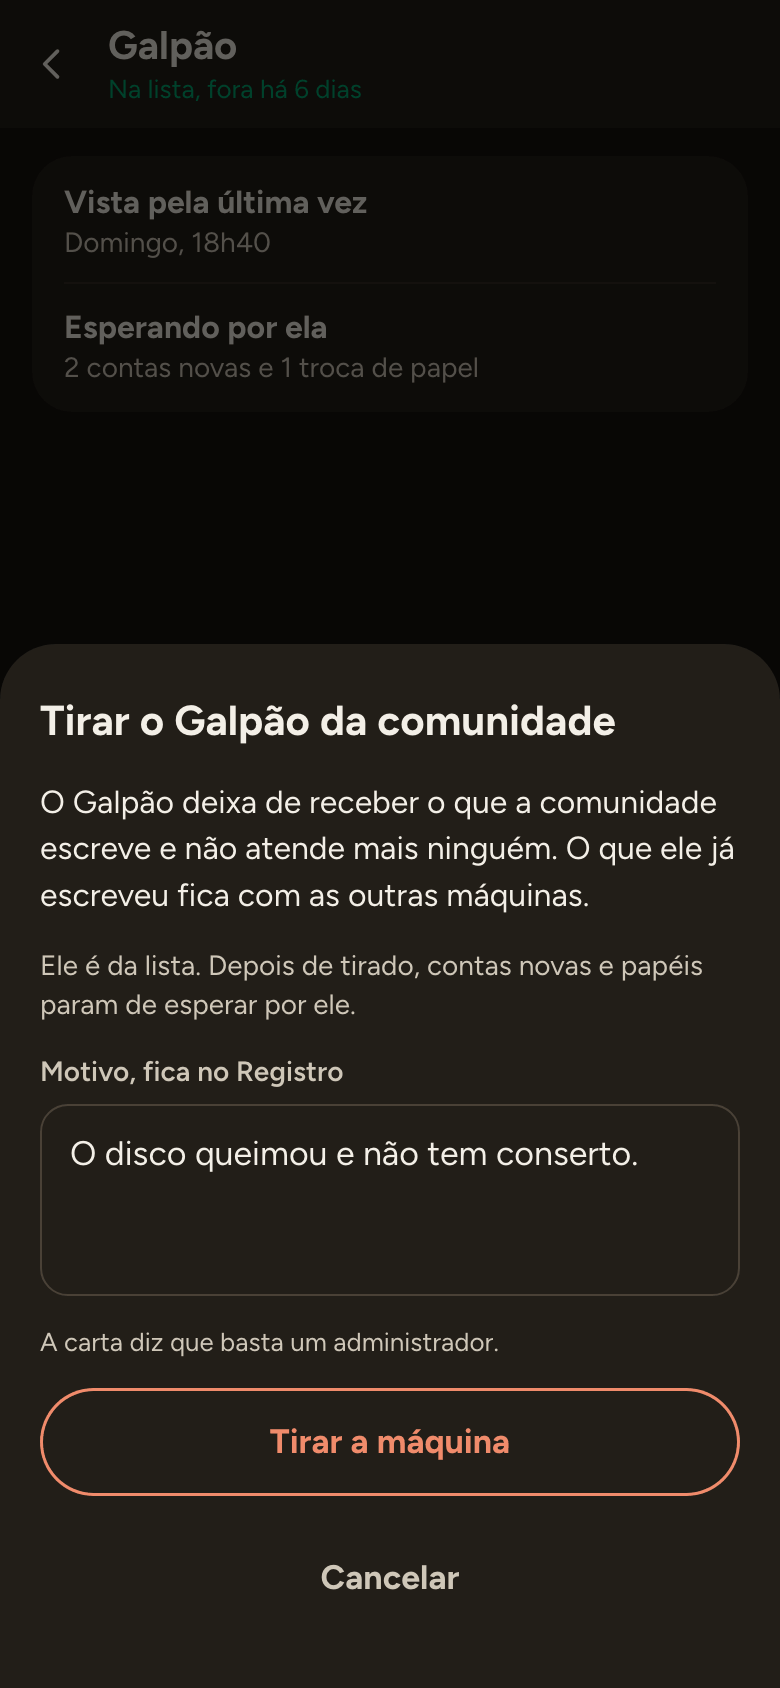 Galpão
Na lista, fora há 6 dias
Vista pela última vez
Domingo, 18h40
Esperando por ela
2 contas novas e 1 troca de papel
Tirar o Galpão da comunidade
O Galpão deixa de receber o que a comunidade
escreve e não atende mais ninguém. O que ele já
escreveu fica com as outras máquinas.
Ele é da lista. Depois de tirado, contas novas e papéis
param de esperar por ele.
Motivo, fica no Registro
O disco queimou e não tem conserto.
A carta diz que basta um administrador.
Tirar a máquina
Cancelar